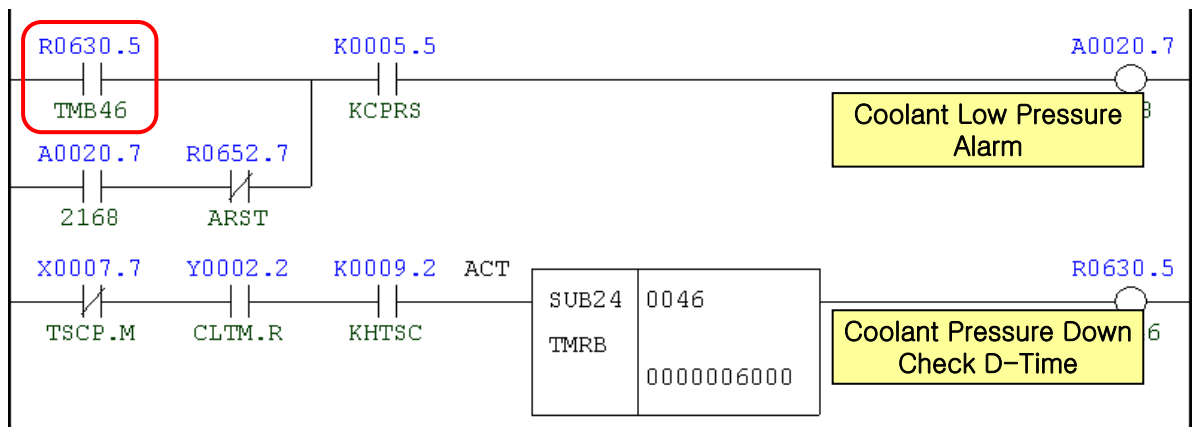 R0630.5 K0005.5 A0020.7
TMB46 KCPRS
Coolant Low Pressure
Alarm
A0020.7 R0652.7
2168 ARST
X0007.7 Y0002.2 K0009.2 ACT R0630.5
SUB24 0046
TSCP.M CLTM.R KHTSC
TMRB
0000006000
Coolant Pressure Down
Check D-Time
6